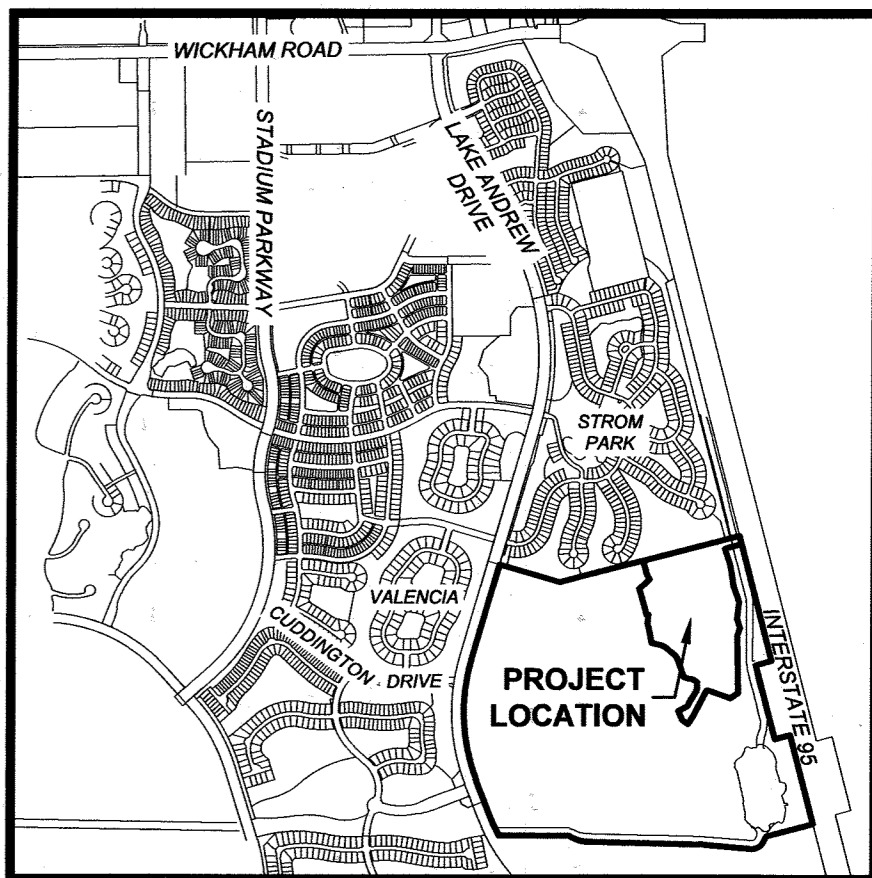 WICKHAM ROAD
STADIUM PARKWAY
LAKE ANDREW
DRIVE
STROM
PARK
VALENCIA
CUDDINGTON DRIVE
PROJECT
LOCATION
INTERSTATE 95